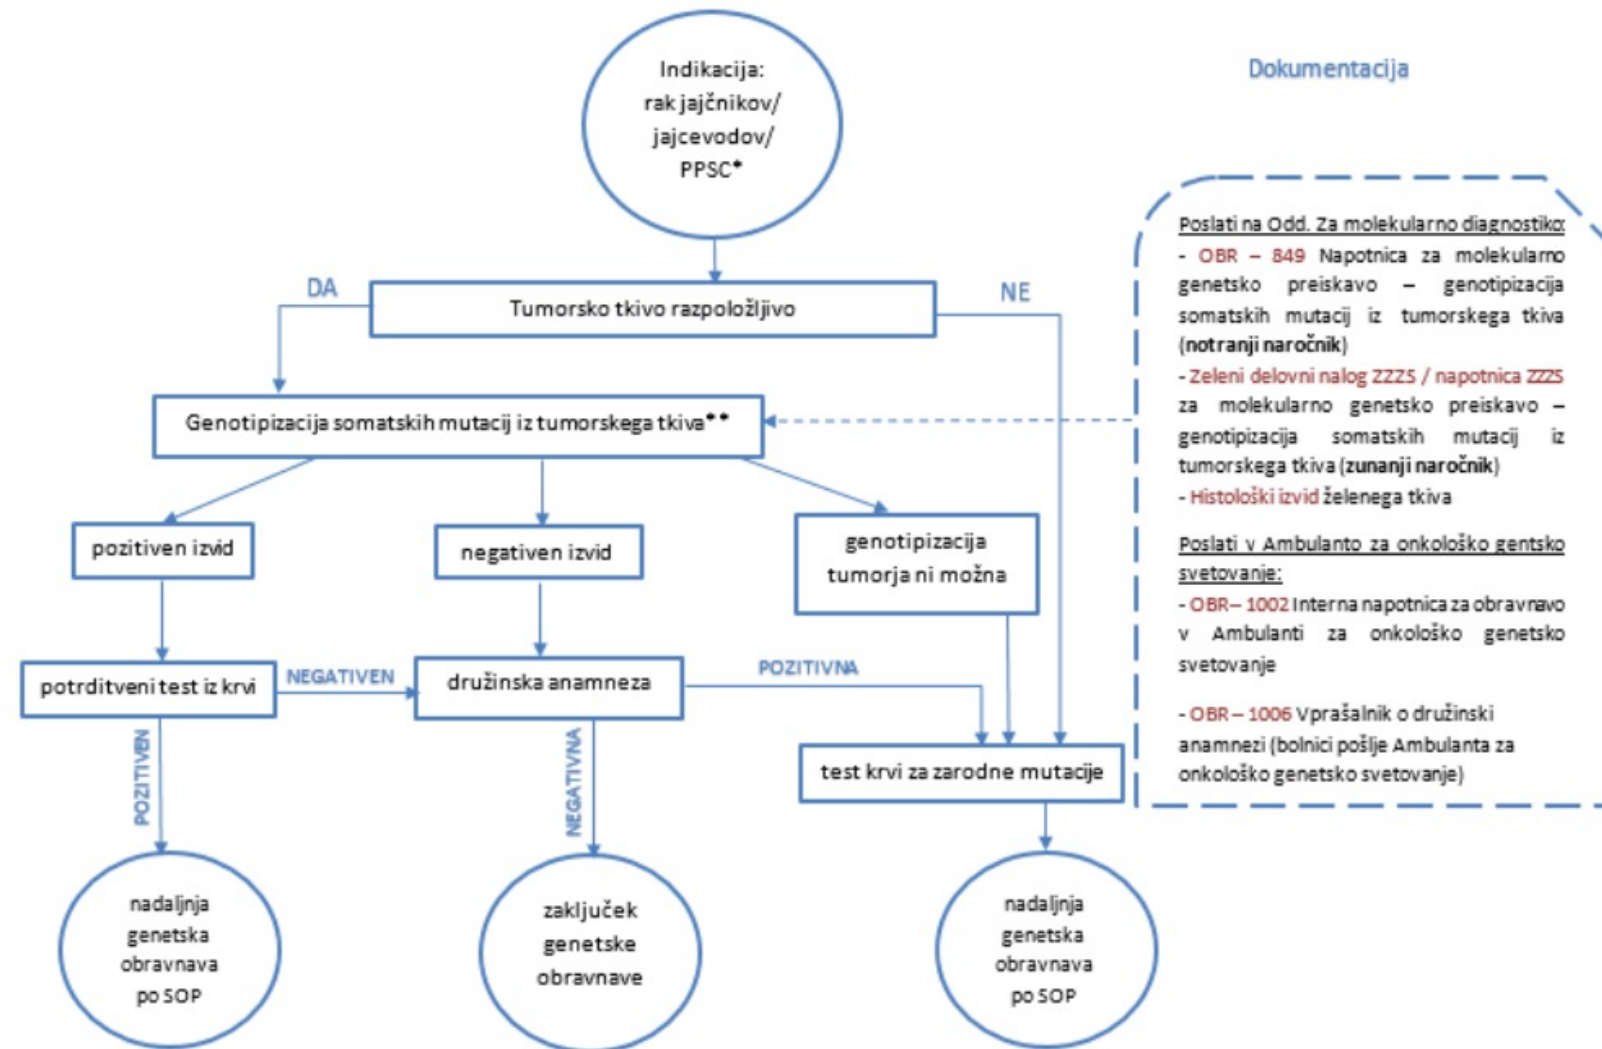 Indikacija:
rak jajčnikov/
jajcevodov/
PPSC*
Dokumentacija
DA
Tumorsko tkivo razpoložljivo
NE
Genotipizacija somatskih mutacij iz tumorskega tkiva**
pozitiven izvid
negativen izvid
genotipizacija
tumorja ni možna
potrditveni test iz krvi
NEGATIVEN
družinska anamneza
POZITIVNA
POZITIVEN
NEGATIVNA
test krvi za zarodne mutacije
nadaljnja
genetska
obravnava
po SOP
zaključek
genetske
obravnave
nadaljnja
genetska
obravnava
po SOP
Poslati na Odd. Za molekularno diagnostiko:
- OBR – 849 Napotnica za molekularno
genetsko preiskavo – genotipizacija
somatskih mutacij iz tumorskega tkiva
(notranji naročnik)
- Zeleni delovni nalog ZZZS / napotnica ZZZS
za molekularno genetsko preiskavo –
genotipizacija somatskih mutacij iz
tumorskega tkiva (zunanji naročnik)
- Histološki izvid želenega tkiva
Poslati v Ambulanto za onkološko gentsko
svetovanje:
- OBR– 1002 Interna napotnica za obravnavo
v Ambulanti za onkološko genetsko
svetovanje
- OBR – 1006 Vprašalnik o družinski
anamnezi (bolnici pošlje Ambulanta za
onkološko genetsko svetovanje)